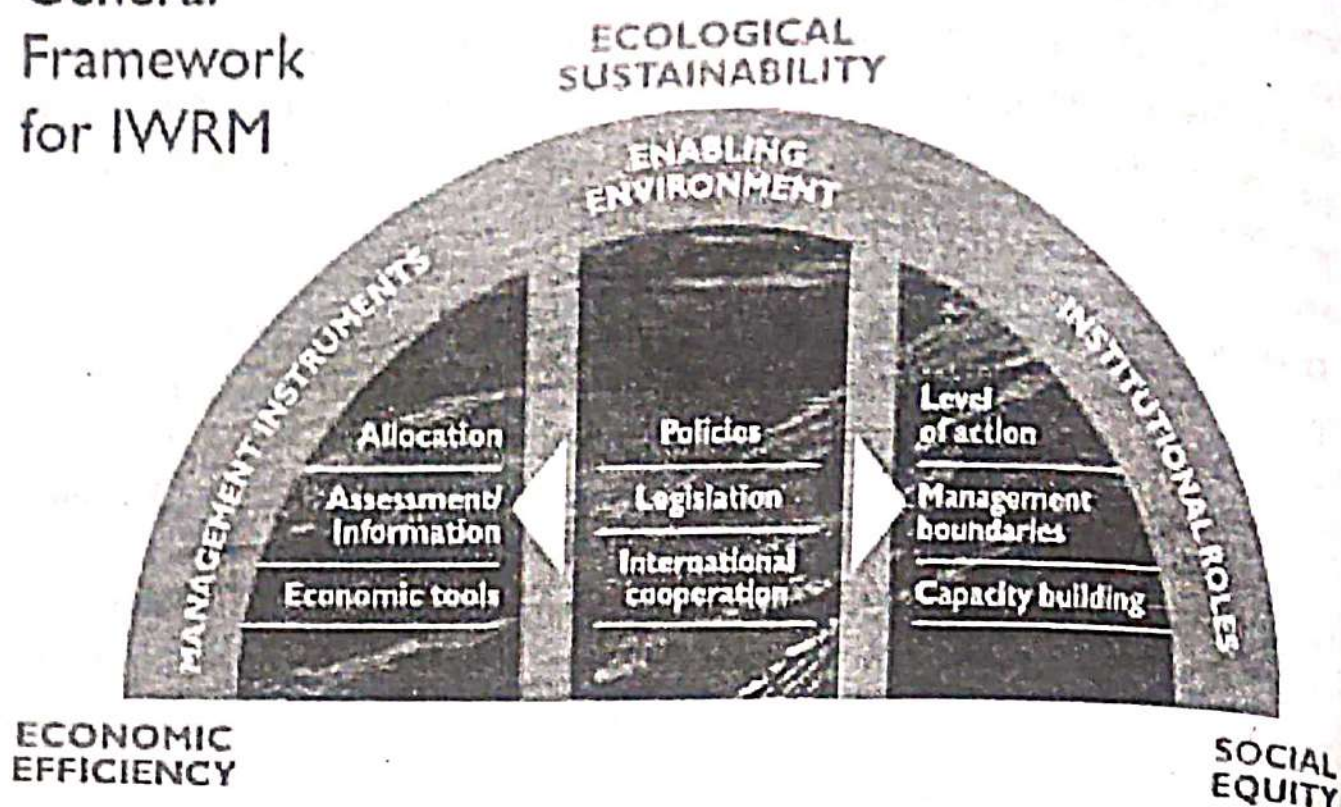 General
Framework
for IWRM
ECOLOGICAL
SUSTAINABILITY
ENABLING
ENVIRONMENT
MANAGEMENT INSTRUMENTS
INSTITUTIONAL ROLES
Allocation
Assessment/
Information
Economic tools
Policies
Legislation
International
cooperation
Level
of action
Management
boundaries
Capacity building
ECONOMIC
EFFICIENCY
SOCIAL
EQUITY